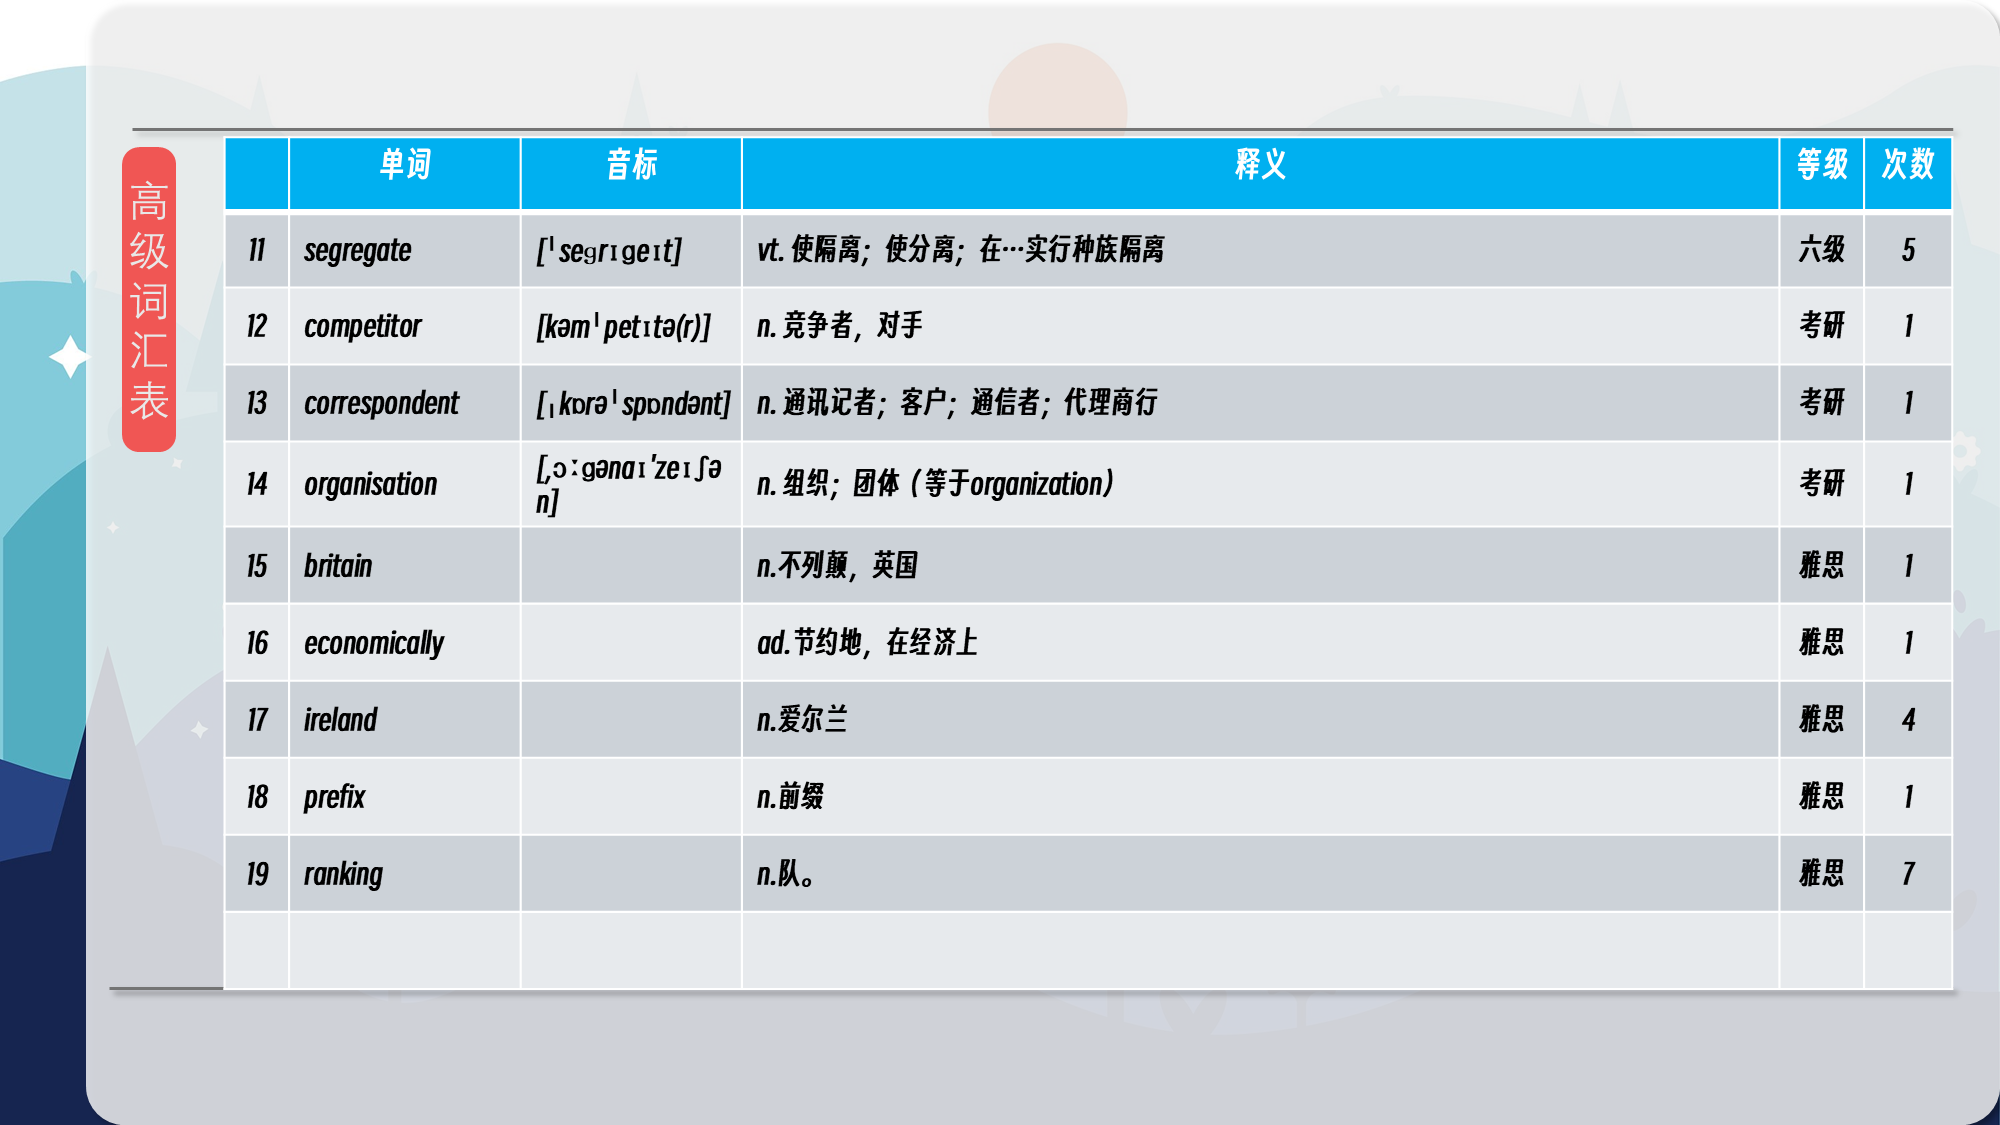 高级词汇表
单词 音标 释义 等级 次数
11 segregate [ˈseɡrɪɡeɪt] vt. 使隔离；使分离；在…实行种族隔离 六级 5
12 competitor [kəmˈpetɪtə(r)] n. 竞争者，对手 考研 1
13 correspondent [ˌkɒrəˈspɒndənt] n. 通讯记者；客户；通信者；代理商行 考研 1
14 organisation [,ɔːɡənaɪ'zeɪʃə
n] n. 组织；团体（等于organization） 考研 1
15 britain n.不列颠，英国 雅思 1
16 economically ad.节约地，在经济上 雅思 1
17 ireland n.爱尔兰 雅思 4
18 prefix n.前缀 雅思 1
19 ranking n.队。 雅思 7